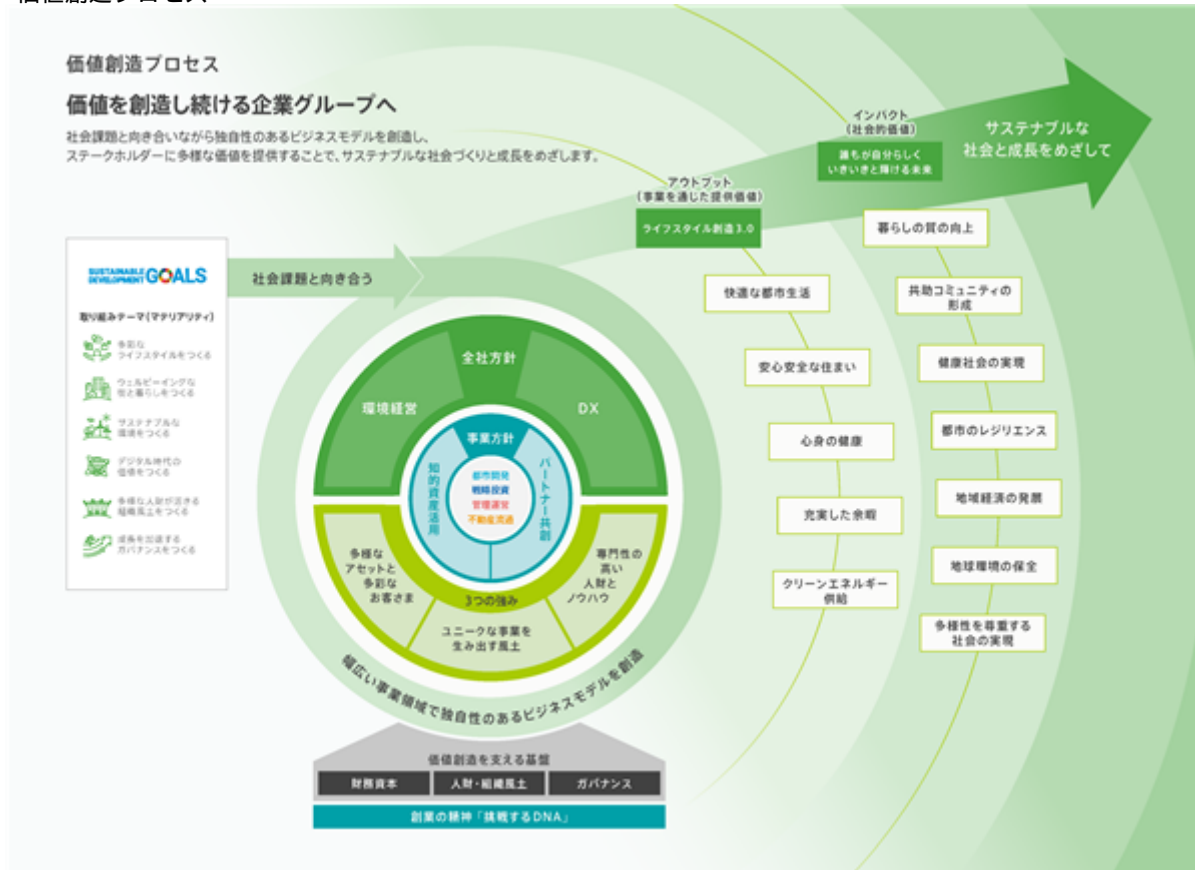 価値創造プロセス
価値を創造し続ける企業グループへ
社会課題と向き合いながら独自性のあるビジネスモデルを創造し、
ステークホルダーに多様な価値を提供することで、サステナブルな社会づくりと成長をめざします。
インパクト
(社会的価値)
誰もが自分らしく
いきいきと輝ける未来
サステナブルな
社会と成長をめざして
アウトプット
(事業を通じた提供価値)
ライフスタイル創造3.0
SUSTAINABLE
DEVELOPMENT
GOALS
取り組みテーマ(マテリアリティ)
多彩な
ライフスタイルをつくる
ウェルビーイングな
街と暮らしをつくる
サステナブルな
環境をつくる
デジタル時代の
価値をつくる
多様な人財が活きる
組織風土をつくる
成長を加速する
ガバナンスをつくる
社会課題と向き合う
全社方針
環境経営
DX
事業方針
知的資産活用
パートナー共創
都市開発
戦略投資
管理運営
不動産流通
3つの強み
多様な
アセットと
多彩な
お客さま
ユニークな事業を
生み出す風土
専門性の
高い
人財と
ノウハウ
幅広い事業領域で独自性のあるビジネスモデルを創造
価値創造を支える基盤
財務資本
人財・組織風土
ガバナンス
創業の精神「挑戦するDNA」
快適な都市生活
安心安全な住まい
心身の健康
充実した余暇
クリーンエネルギー
供給
暮らしの質の向上
共助コミュニティの
形成
健康社会の実現
都市のレジリエンス
地域経済の発展
地球環境の保全
多様性を尊重する
社会の実現